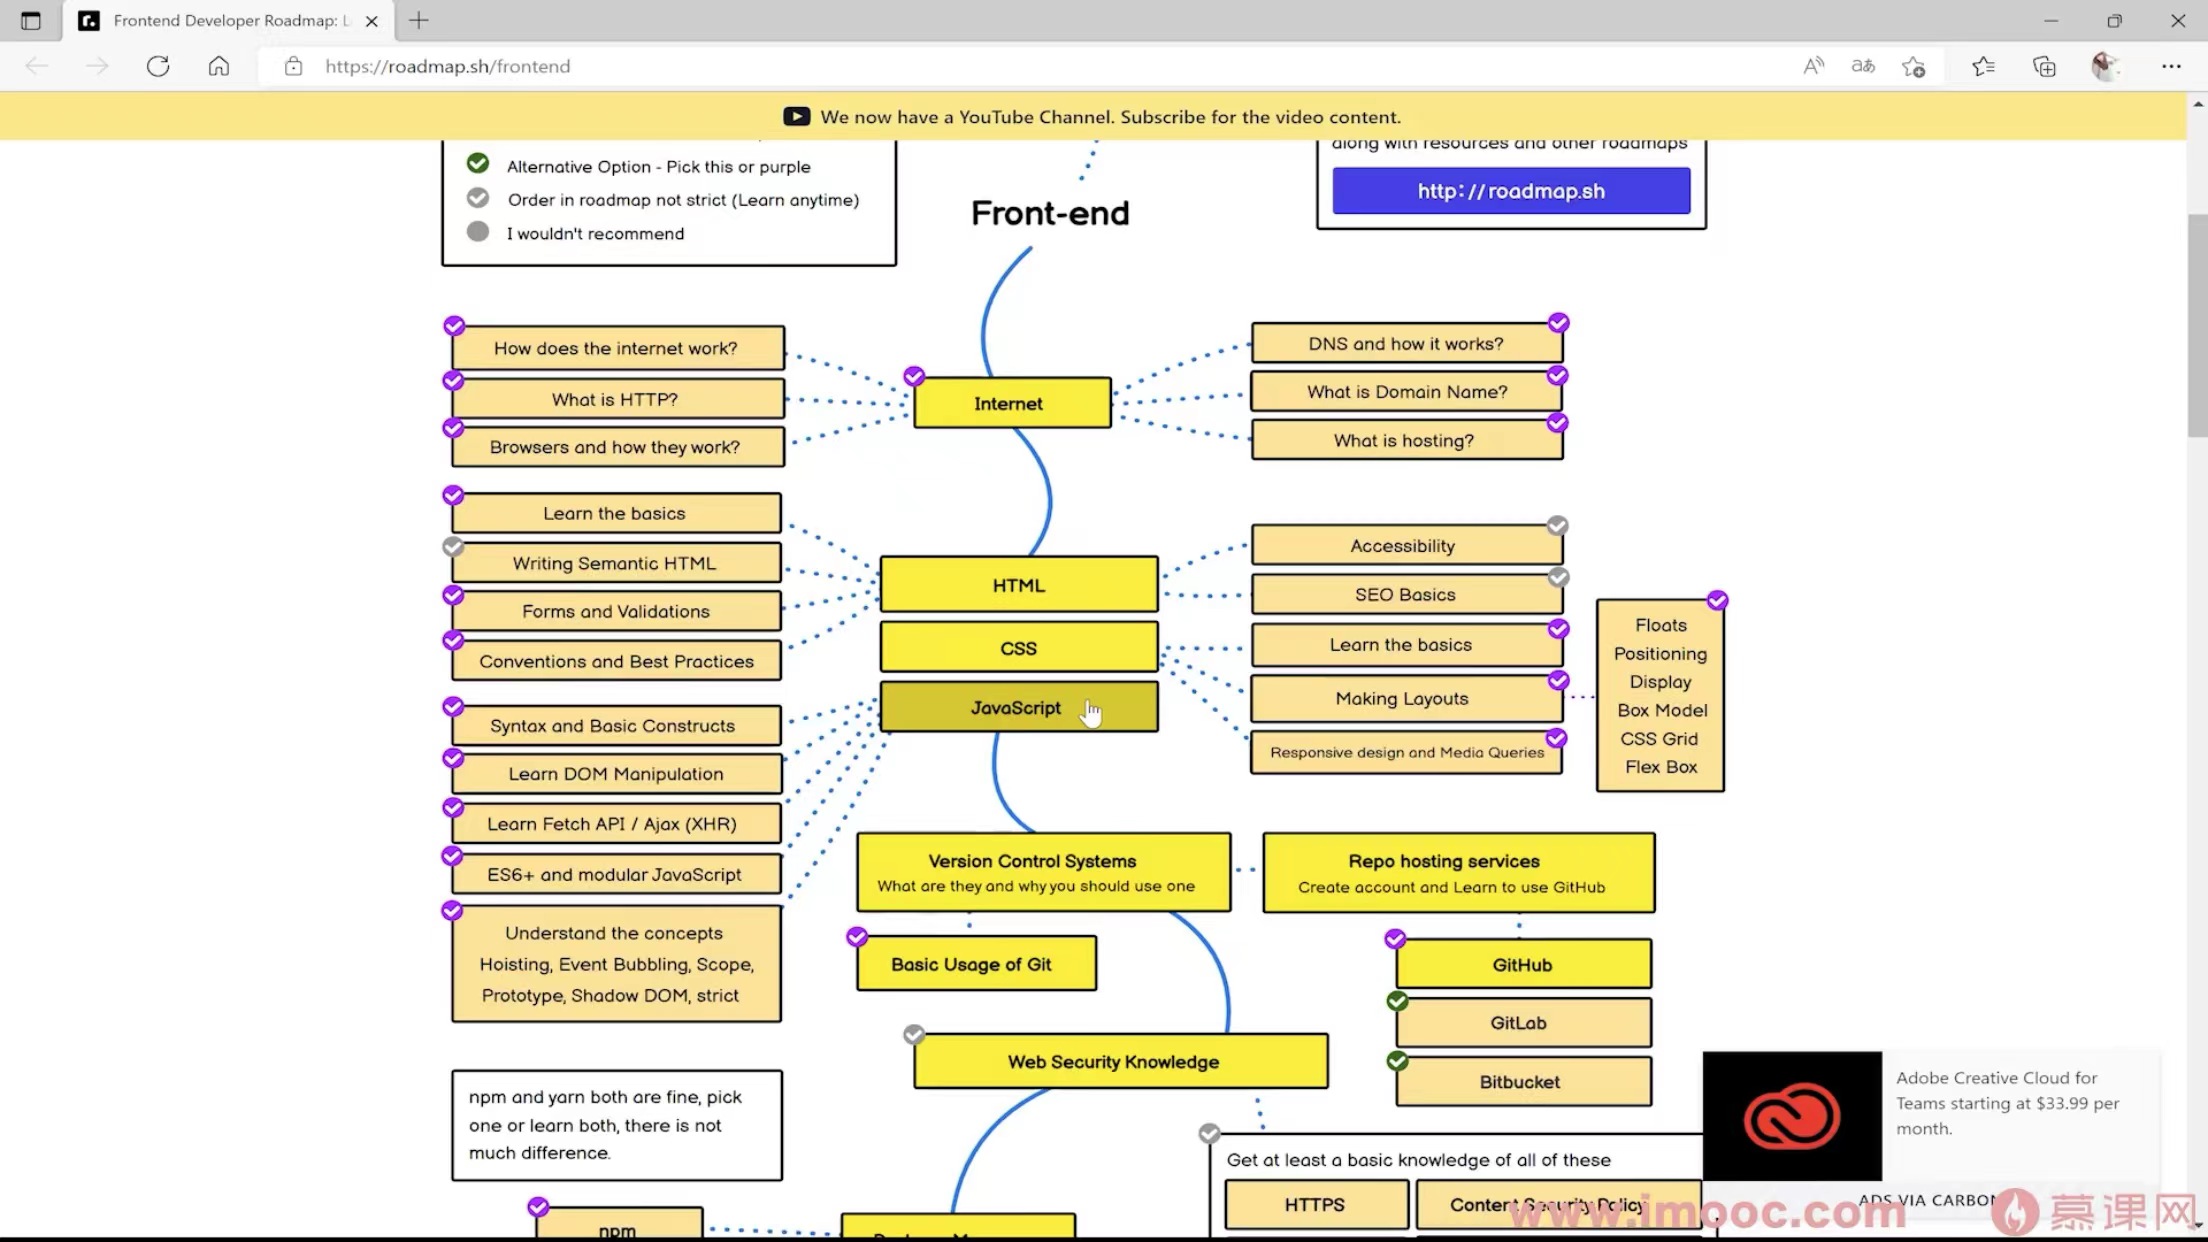 Frontend Developer Roadmap: L
https://roadmap.sh/frontend
We now have a YouTube Channel. Subscribe for the video content.
Alternative Option - Pick this or purple
Order in roadmap not strict (Learn anytime)
I wouldn't recommend
Front-end
along with resources and other roadmaps
http://roadmap.sh
How does the internet work?
What is HTTP?
Browsers and how they work?
Internet
DNS and how it works?
What is Domain Name?
What is hosting?
Learn the basics
Writing Semantic HTML
Forms and Validations
Conventions and Best Practices
HTML
CSS
JavaScript
Accessibility
SEO Basics
Learn the basics
Making Layouts
Responsive design and Media Queries
Floats
Positioning
Display
Box Model
CSS Grid
Flex Box
Syntax and Basic Constructs
Learn DOM Manipulation
Learn Fetch API / Ajax (XHR)
ES6+ and modular JavaScript
Understand the concepts
Hoisting, Event Bubbling, Scope,
Prototype, Shadow DOM, strict
Version Control Systems
What are they and why you should use one
Repo hosting services
Create account and Learn to use GitHub
Basic Usage of Git
GitHub
GitLab
Bitbucket
Web Security Knowledge
npm and yarn both are fine, pick
one or learn both, there is not
much difference.
Get at least a basic knowledge of all of these
HTTPS
Content Security Policy
npm
Adobe Creative Cloud for
Teams starting at $33.99 per
month.
ADS VIA CARBON
www.imooc.com
慕课网